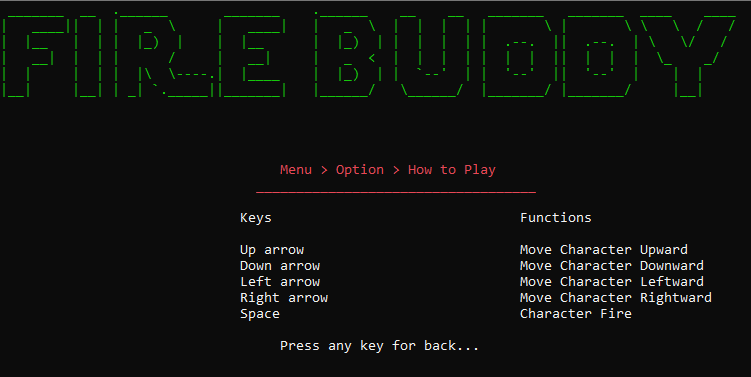 FIRE BUDDY
Menu > Option > How to Play
Keys Functions
Up arrow Move Character Upward
Down arrow Move Character Downward
Left arrow Move Character Leftward
Right arrow Move Character Rightward
Space Character Fire
Press any key for back...